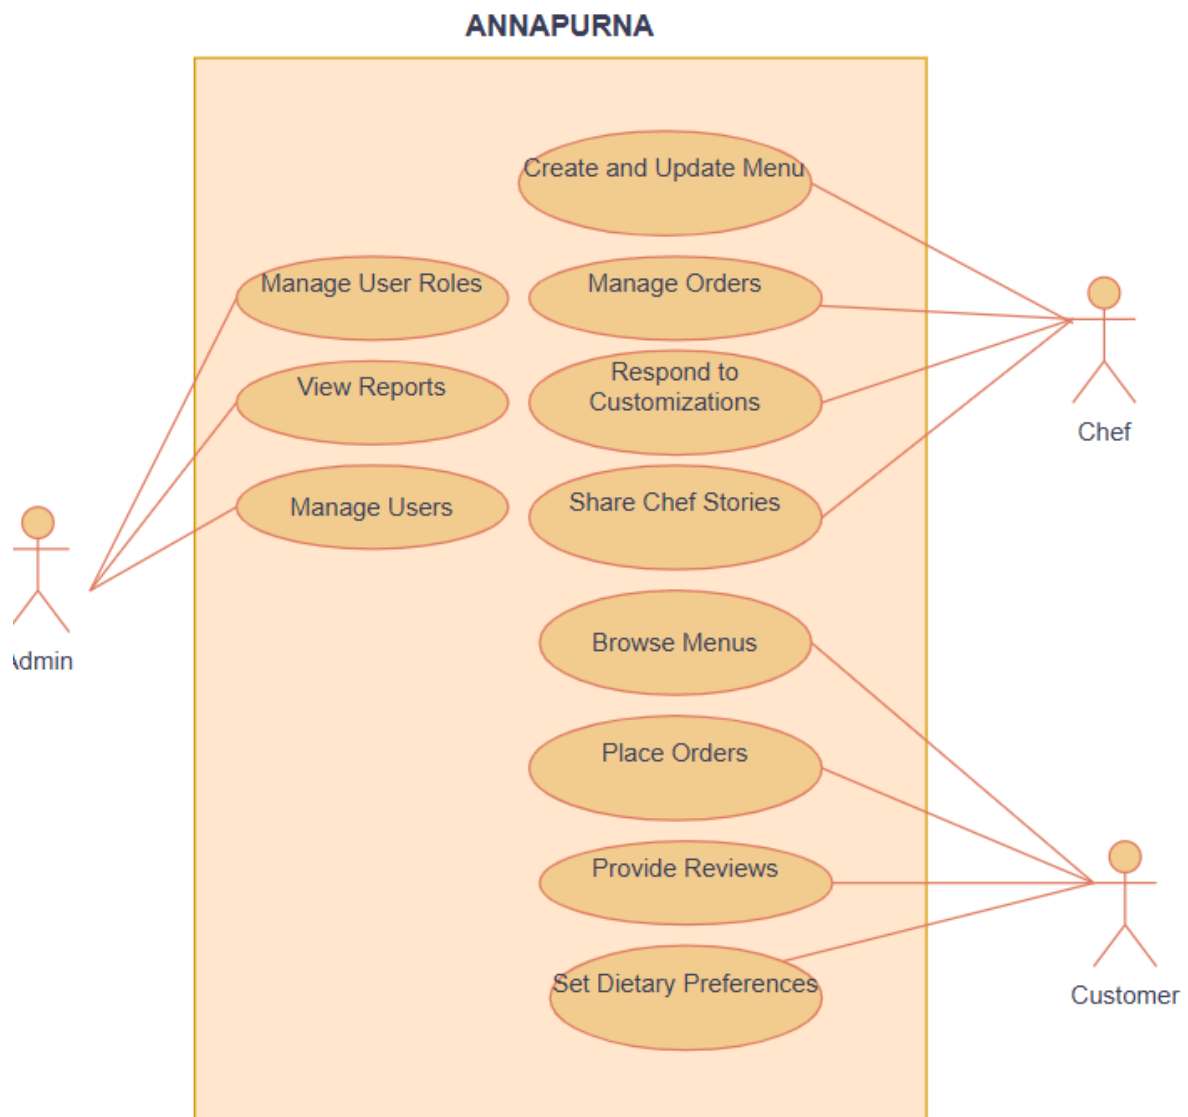 ANNAPURNA
Create and Update Menu
Manage User Roles
Manage Orders
View Reports
Respond to
Customizations
Manage Users
Share Chef Stories
Chef
Admin
Browse Menus
Place Orders
Provide Reviews
Set Dietary Preferences
Customer